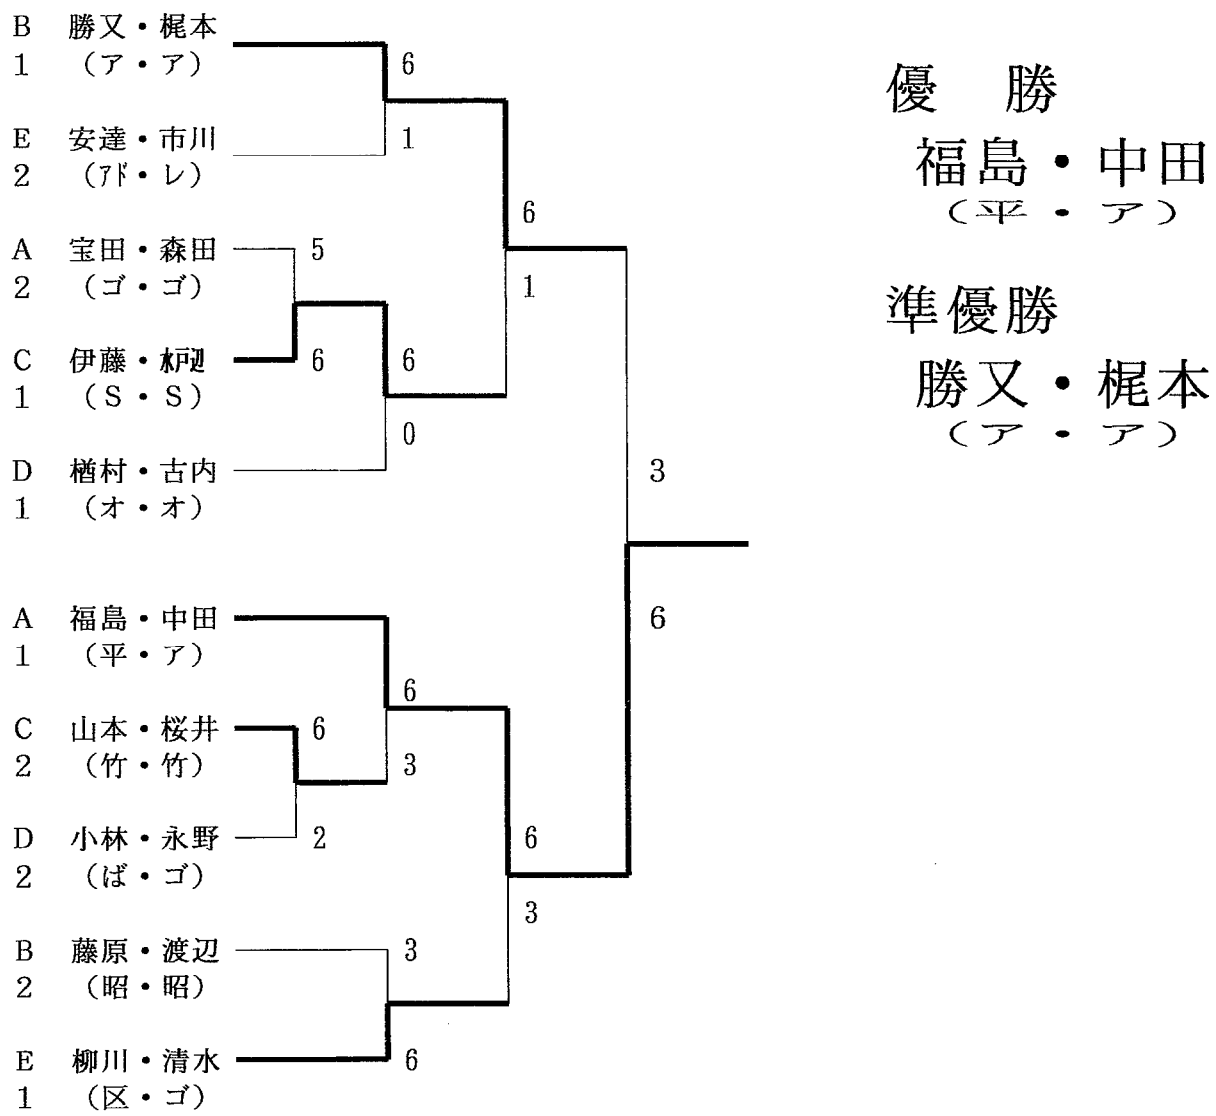 B 勝又・梶本
1 （ア・ア）
6
E 安達・市川
1
2 （ｱﾄﾞ・レ）
6
A 宝田・森田
5
2 （ゴ・ゴ）
1
C 伊藤・
6
6
1 （S・S）
0
D 楢村・古内
3
1 （オ・オ）
A 福島・中田
6
1 （平・ア）
6
C 山本・桜井
6
2 （竹・竹）
3
D 小林・永野
2
6
2 （ば・ゴ）
3
B 藤原・渡辺
3
2 （昭・昭）
E 柳川・清水
6
1 （区・ゴ）
優　勝
福島・中田
（平・ア）
準優勝
勝又・梶本
（ア・ア）